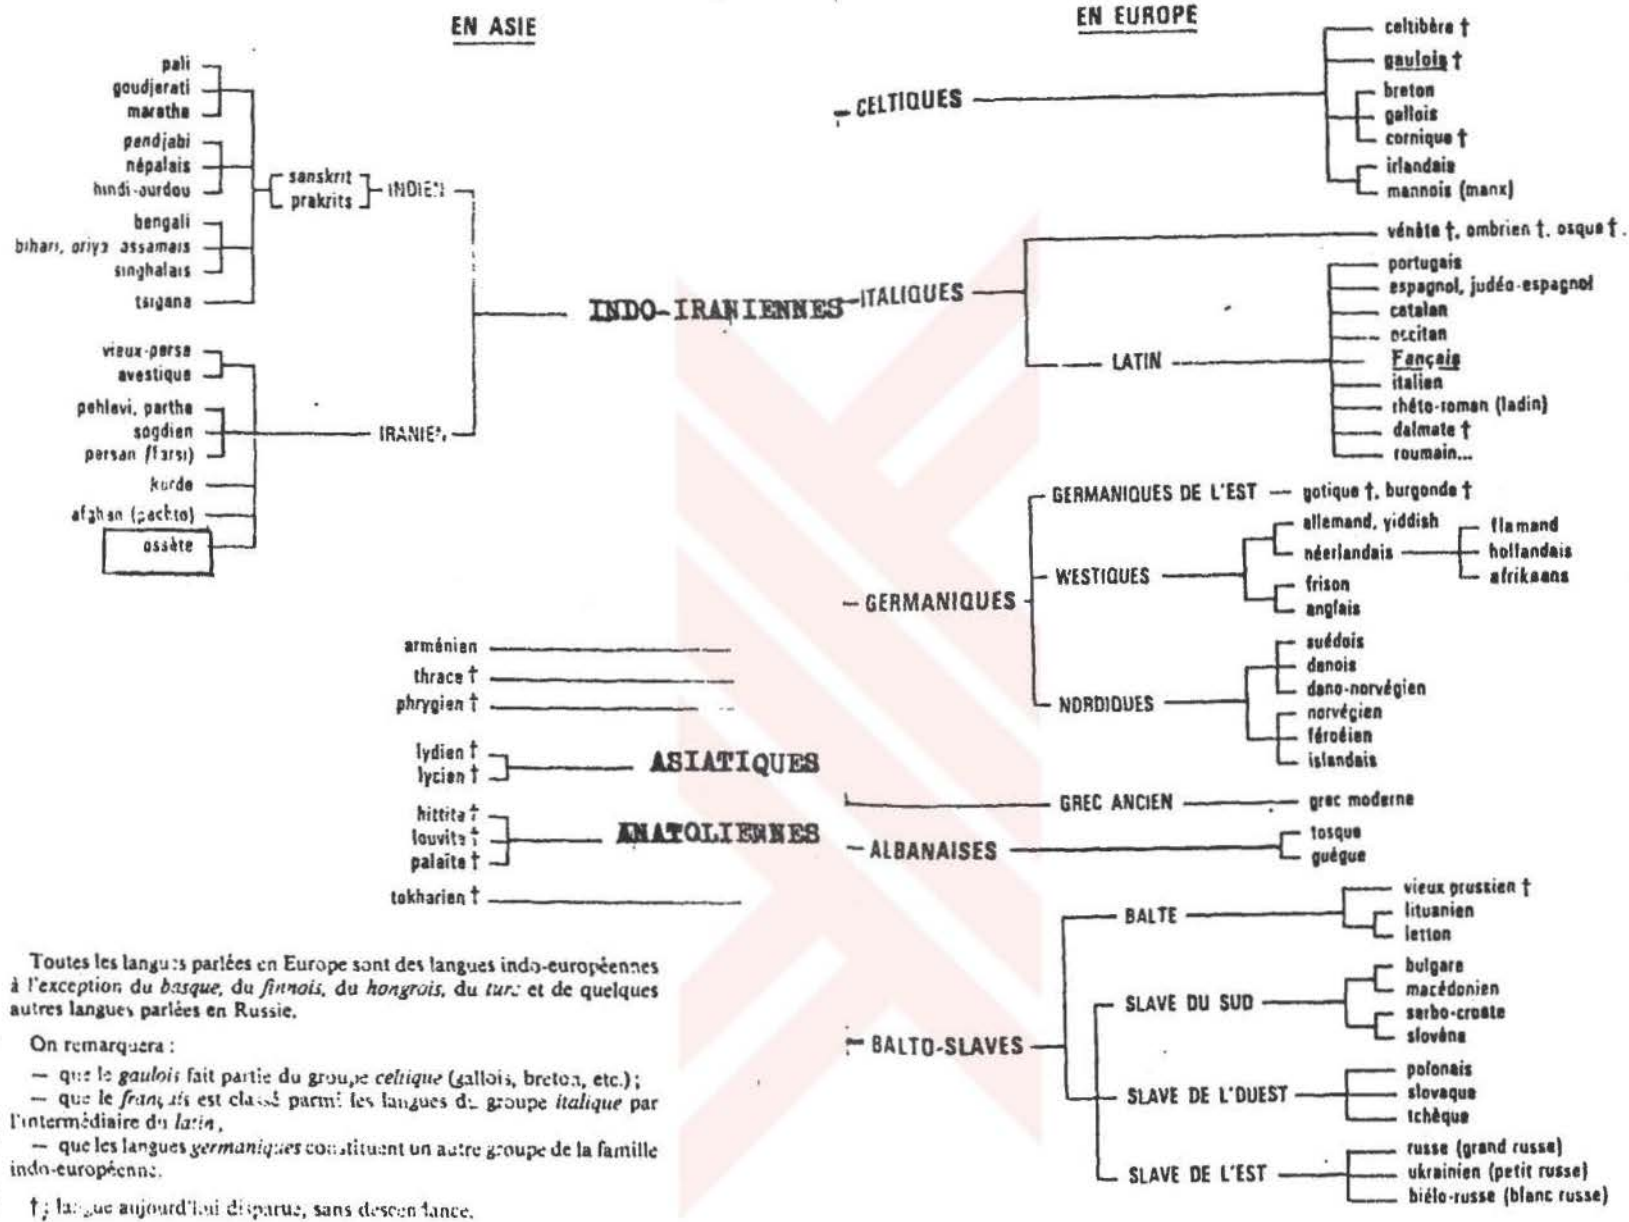 EN ASIE
pali
goudjerati
marathe
pendjabi
népalais
hindi-ourdou
bengali
bihari, oriya assamais
singhalais
tsigane
sanskrit
prakrits
INDIEN
vieux-perse
avestique
pehlevi, parthe
sogdien
persan (farsi)
kurde
afghan (pachto)
ossète
IRANIEN
INDO-IRANIENNES
arménien
thrace †
phrygien †
lydien †
lycien †
ASIATIQUES
hittite †
louvite †
palaïte †
ANATOLIENNES
tokharien †
EN EUROPE
CELTIQUES
celtibère †
gaulois †
breton
gallois
cornique †
irlandais
mannois (manx)
ITALIQUES
vénète †, ombrien †, osque †.
LATIN
portugais
espagnol, judéo-espagnol
catalan
occitan
Fançais
italien
rhéto-roman (ladin)
dalmate †
roumain...
GERMANIQUES
GERMANIQUES DE L'EST
gotique †, burgonde †
WESTIQUES
allemand, yiddish
néerlandais
flamand
hollandais
afrikaans
frison
anglais
NORDIQUES
suédois
danois
dano-norvégien
norvégien
féroéien
islandais
GREC ANCIEN
grec moderne
ALBANAISES
tosque
guégue
BALTO-SLAVES
BALTE
vieux prussien †
lituanien
letton
SLAVE DU SUD
bulgare
macédonien
serbo-croate
slovène
SLAVE DE L'OUEST
polonais
slovaque
tchèque
SLAVE DE L'EST
russe (grand russe)
ukrainien (petit russe)
biélo-russe (blanc russe)
Toutes les langues parlées en Europe sont des langues indo-européennes
à l'exception du basque, du finnois, du hongrois, du turc et de quelques
autres langues parlées en Russie.
On remarquera :
— que le gaulois fait partie du groupe celtique (gallois, breton, etc.) ;
— que le français est classé parmi les langues du groupe italique par
l'intermédiaire du latin,
— que les langues germaniques constituent un autre groupe de la famille
indo-européenne.
† : langue aujourd'hui disparue, sans descendance.